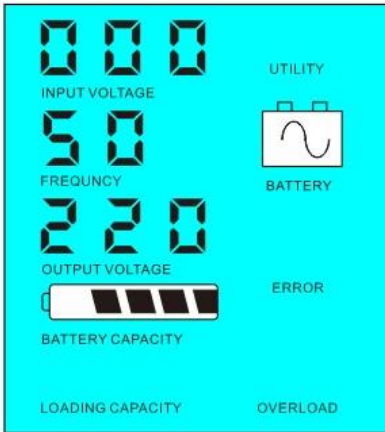 000
UTILITY
INPUT VOLTAGE
50
FREQUNCY
BATTERY
220
OUTPUT VOLTAGE
ERROR
BATTERY CAPACITY
LOADING CAPACITY
OVERLOAD